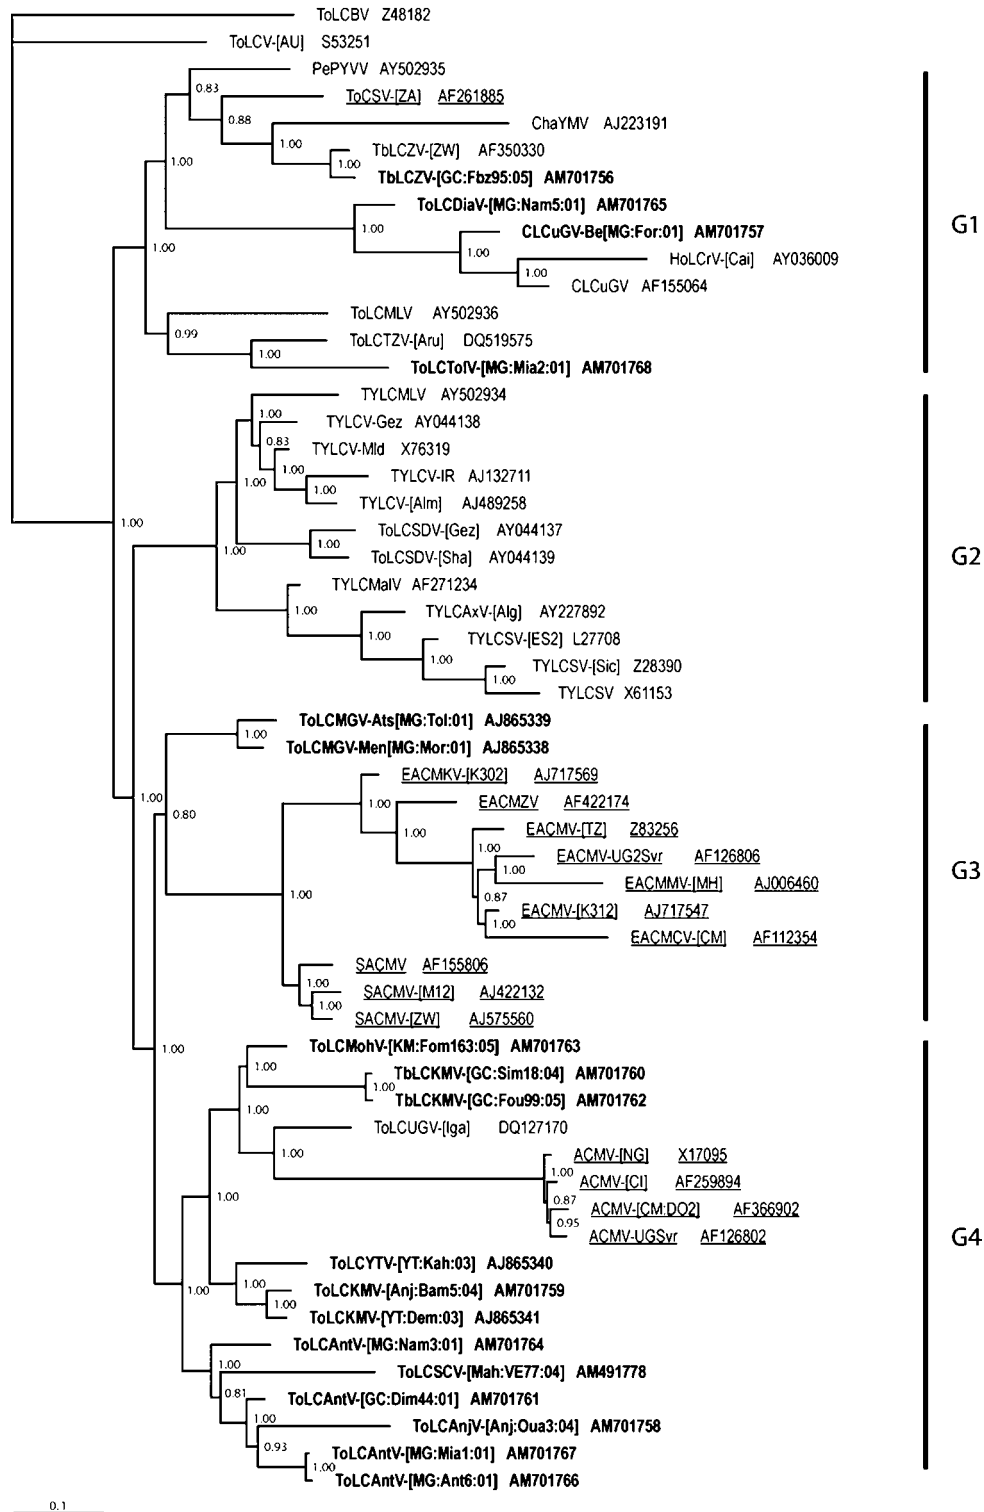 ToLCBV Z48182
ToLCV-[AU] S53251
PePYVV AY502935
0.83
ToCSV-[ZA] AF261885
0.88
ChaYMV AJ223191
1.00
TbLCZV-[ZW] AF350330
1.00
1.00
TbLCZV-[GC:Fbz95:05] AM701756
ToLCDiaV-[MG:Nam5:01] AM701765
G1
1.00
CLCuGV-Be[MG:For:01] AM701757
1.00
1.00
HoLCrV-[Cai] AY036009
1.00
CLCuGV AF155064
ToLCMLV AY502936
0.99
ToLCTZV-[Aru] DQ519575
1.00
ToLCTolV-[MG:Mia2:01] AM701768
TYLCMLV AY502934
1.00
TYLCV-Gez AY044138
0.83
TYLCV-Mld X76319
1.00
TYLCV-IR AJ132711
1.00
1.00
TYLCV-[Alm] AJ489258
1.00
ToLCSDV-[Gez] AY044137
1.00
1.00
G2
ToLCSDV-[Sha] AY044139
TYLCMalV AF271234
1.00
TYLCAxV-[Alg] AY227892
1.00
TYLCSV-[ES2] L27708
1.00
TYLCSV-[Sic] Z28390
1.00
TYLCSV X61153
ToLCMGV-Ats[MG:Tol:01] AJ865339
1.00
ToLCMGV-Men[MG:Mor:01] AJ865338
EACMKV-[K302] AJ717569
1.00
1.00
EACMZV AF422174
0.80
EACMV-[TZ] Z83256
1.00
1.00
EACMV-UG2Svr AF126806
1.00
G3
EACMMV-[MH] AJ006460
1.00
0.87
EACMV-[K312] AJ717547
1.00
EACMCV-[CM] AF112354
SACMV AF155806
1.00
SACMV-[M12] AJ422132
1.00
SACMV-[ZW] AJ575560
ToLCMohV-[KM:Fom163:05] AM701763
1.00
1.00
TbLCKMV-[GC:Sim18:04] AM701760
1.00
TbLCKMV-[GC:Fou99:05] AM701762
1.00
ToLCUGV-[Iga] DQ127170
1.00
ACMV-[NG] X17095
1.00
ACMV-[CI] AF259894
1.00
0.87
ACMV-[CM:DO2] AF366902
0.95
ACMV-UGSvr AF126802
G4
ToLCYTV-[YT:Kah:03] AJ865340
1.00
1.00
ToLCKMV-[Anj:Bam5:04] AM701759
1.00
ToLCKMV-[YT:Dem:03] AJ865341
ToLCAntV-[MG:Nam3:01] AM701764
1.00
ToLCSCV-[Mah:VE77:04] AM491778
0.81
ToLCAntV-[GC:Dim44:01] AM701761
1.00
ToLCAnjV-[Anj:Oua3:04] AM701758
0.93
ToLCAntV-[MG:Mia1:01] AM701767
1.00
ToLCAntV-[MG:Ant6:01] AM701766
0.1